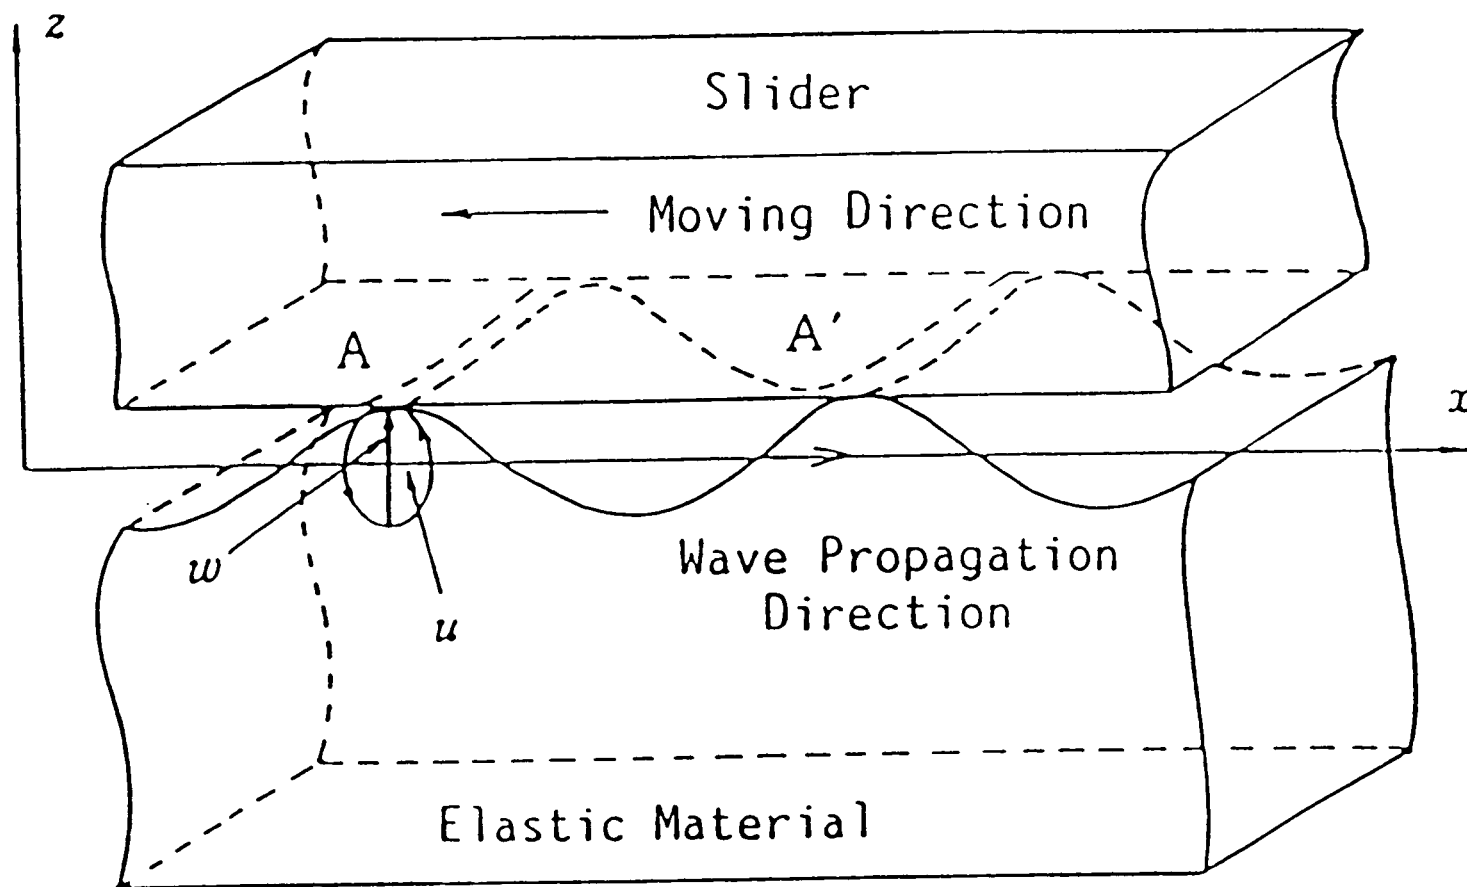 z
Slider
Moving Direction
A
A′
x
w
u
Wave Propagation
Direction
Elastic Material